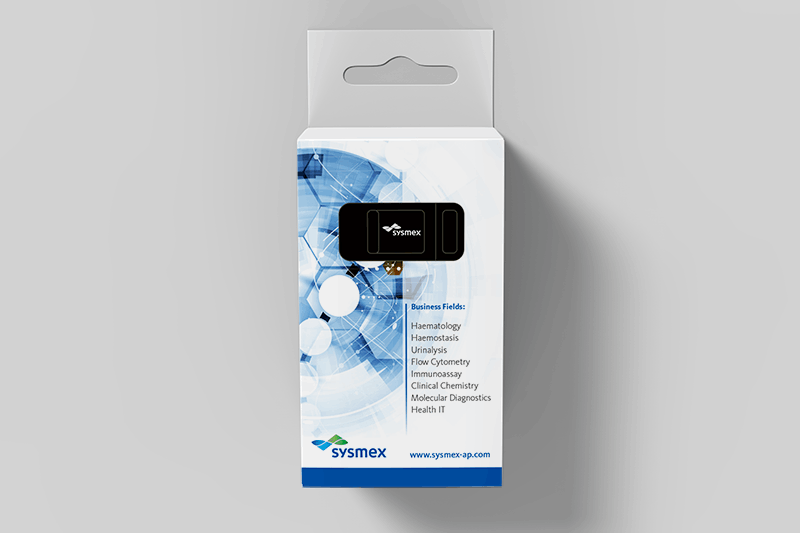 sysmex
Business Fields:
Haematology
Haemostasis
Urinalysis
Flow Cytometry
Immunoassay
Clinical Chemistry
Molecular Diagnostics
Health IT
sysmex
www.sysmex-ap.com